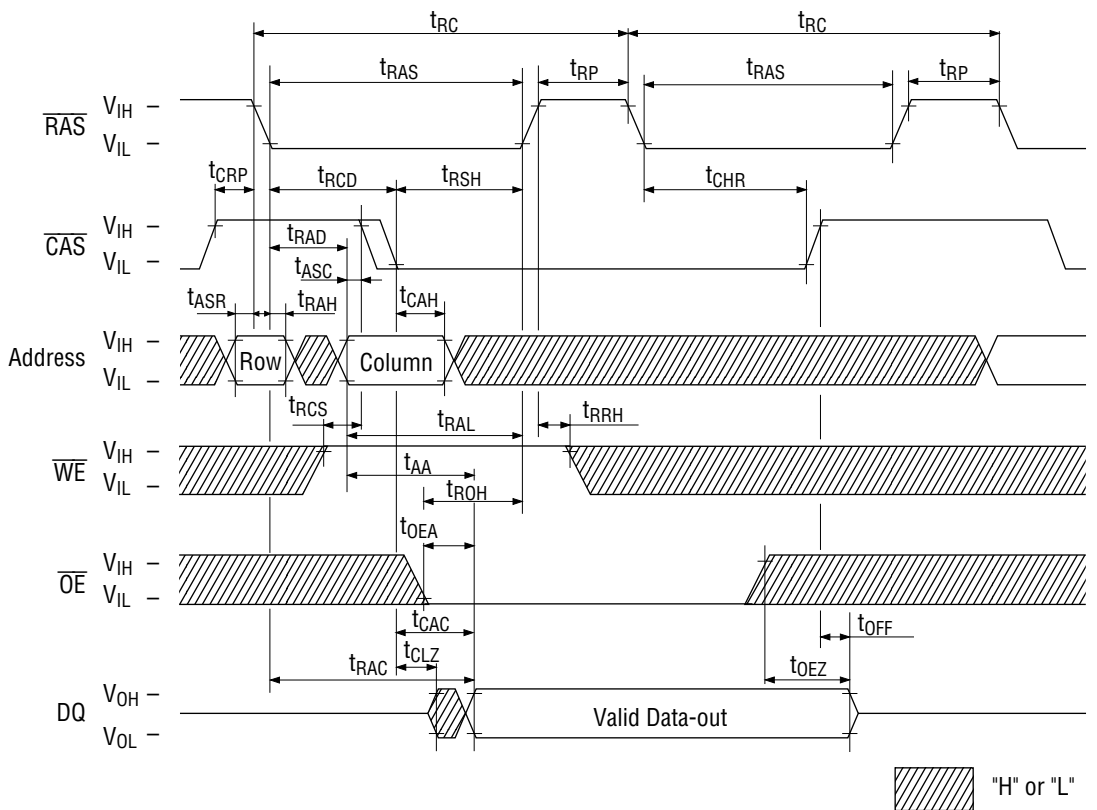 tRC tRC
tRAS tRP tRAS tRP
RAS VIH –
VIL –
tCRP tRCD tRSH tCHR
CAS VIH –
VIL –
tRAD
tASC
tASR tRAH tCAH
Address VIH –
VIL –
Row Column
tRCS tRAL tRRH
WE VIH –
VIL –
tAA
tROH
tOEA
OE VIH –
VIL –
tCAC tOFF
tRAC tCLZ tOEZ
DQ VOH –
VOL –
Valid Data-out
"H" or "L"